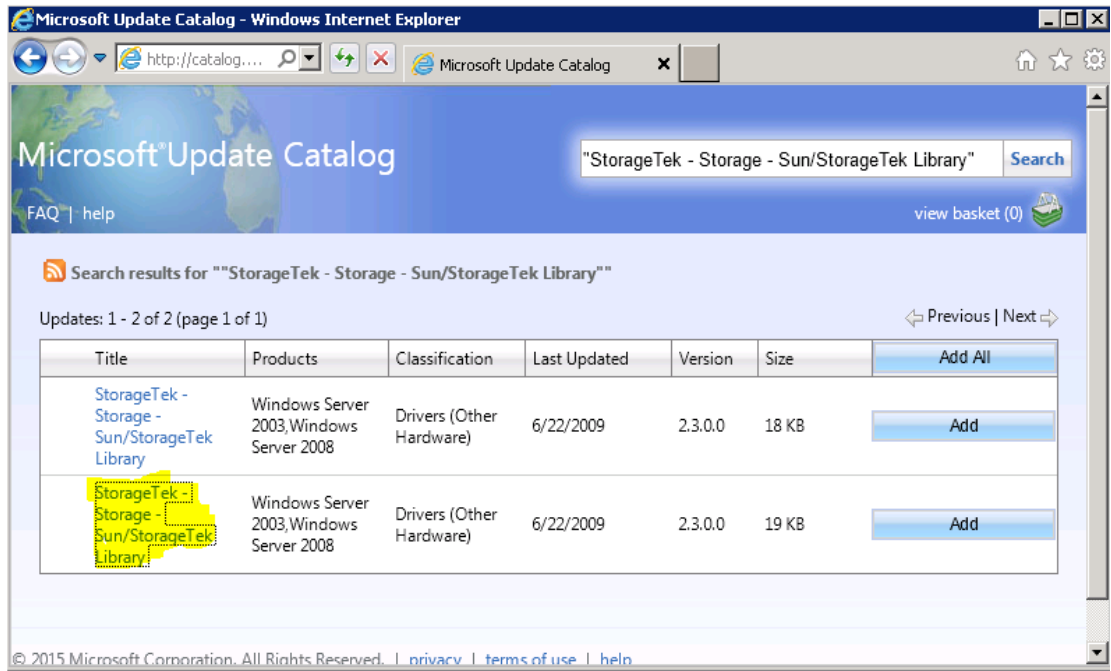 Microsoft Update Catalog - Windows Internet Explorer
http://catalog....
Microsoft Update Catalog
Microsoft® Update Catalog
"StorageTek - Storage - Sun/StorageTek Library"
Search
FAQ | help
view basket (0)
Search results for ""StorageTek - Storage - Sun/StorageTek Library""
Updates: 1 - 2 of 2 (page 1 of 1)
Previous | Next
Title Products Classification Last Updated Version Size Add All
StorageTek -
Storage -
Sun/StorageTek
Library
Windows Server
2003,Windows
Server 2008
Drivers (Other
Hardware)
6/22/2009
2.3.0.0
18 KB
Add
StorageTek -
Storage -
Sun/StorageTek
Library
Windows Server
2003,Windows
Server 2008
Drivers (Other
Hardware)
6/22/2009
2.3.0.0
19 KB
Add
© 2015 Microsoft Corporation. All Rights Reserved. | privacy | terms of use | help